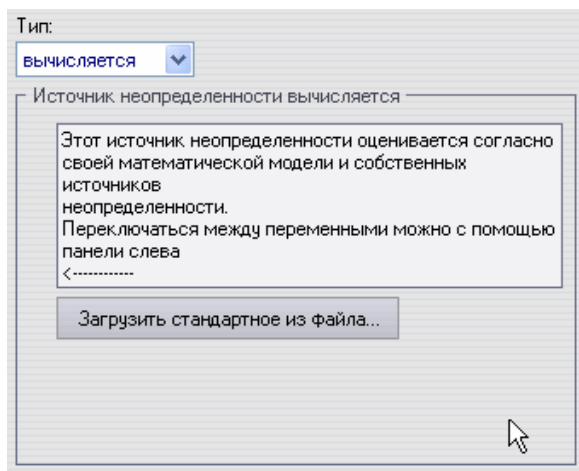 Тип:
вычисляется
Источник неопределенности вычисляется
Этот источник неопределенности оценивается согласно
своей математической модели и собственных
источников
неопределенности.
Переключаться между переменными можно с помощью
панели слева
<------------
Загрузить стандартное из файла...